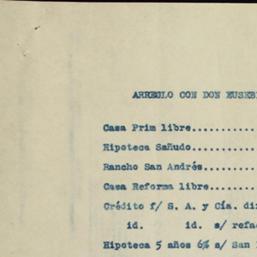 ARREGLO CON DON EUSEB
Casa Prim libre..........
Hipoteca Sañudo..........
Rancho San Andrés........
Casa Reforma libre.......
Crédito f/ S. A. y Cía. di
id. id. s/ refac
Hipoteca 5 años 6% s/ San